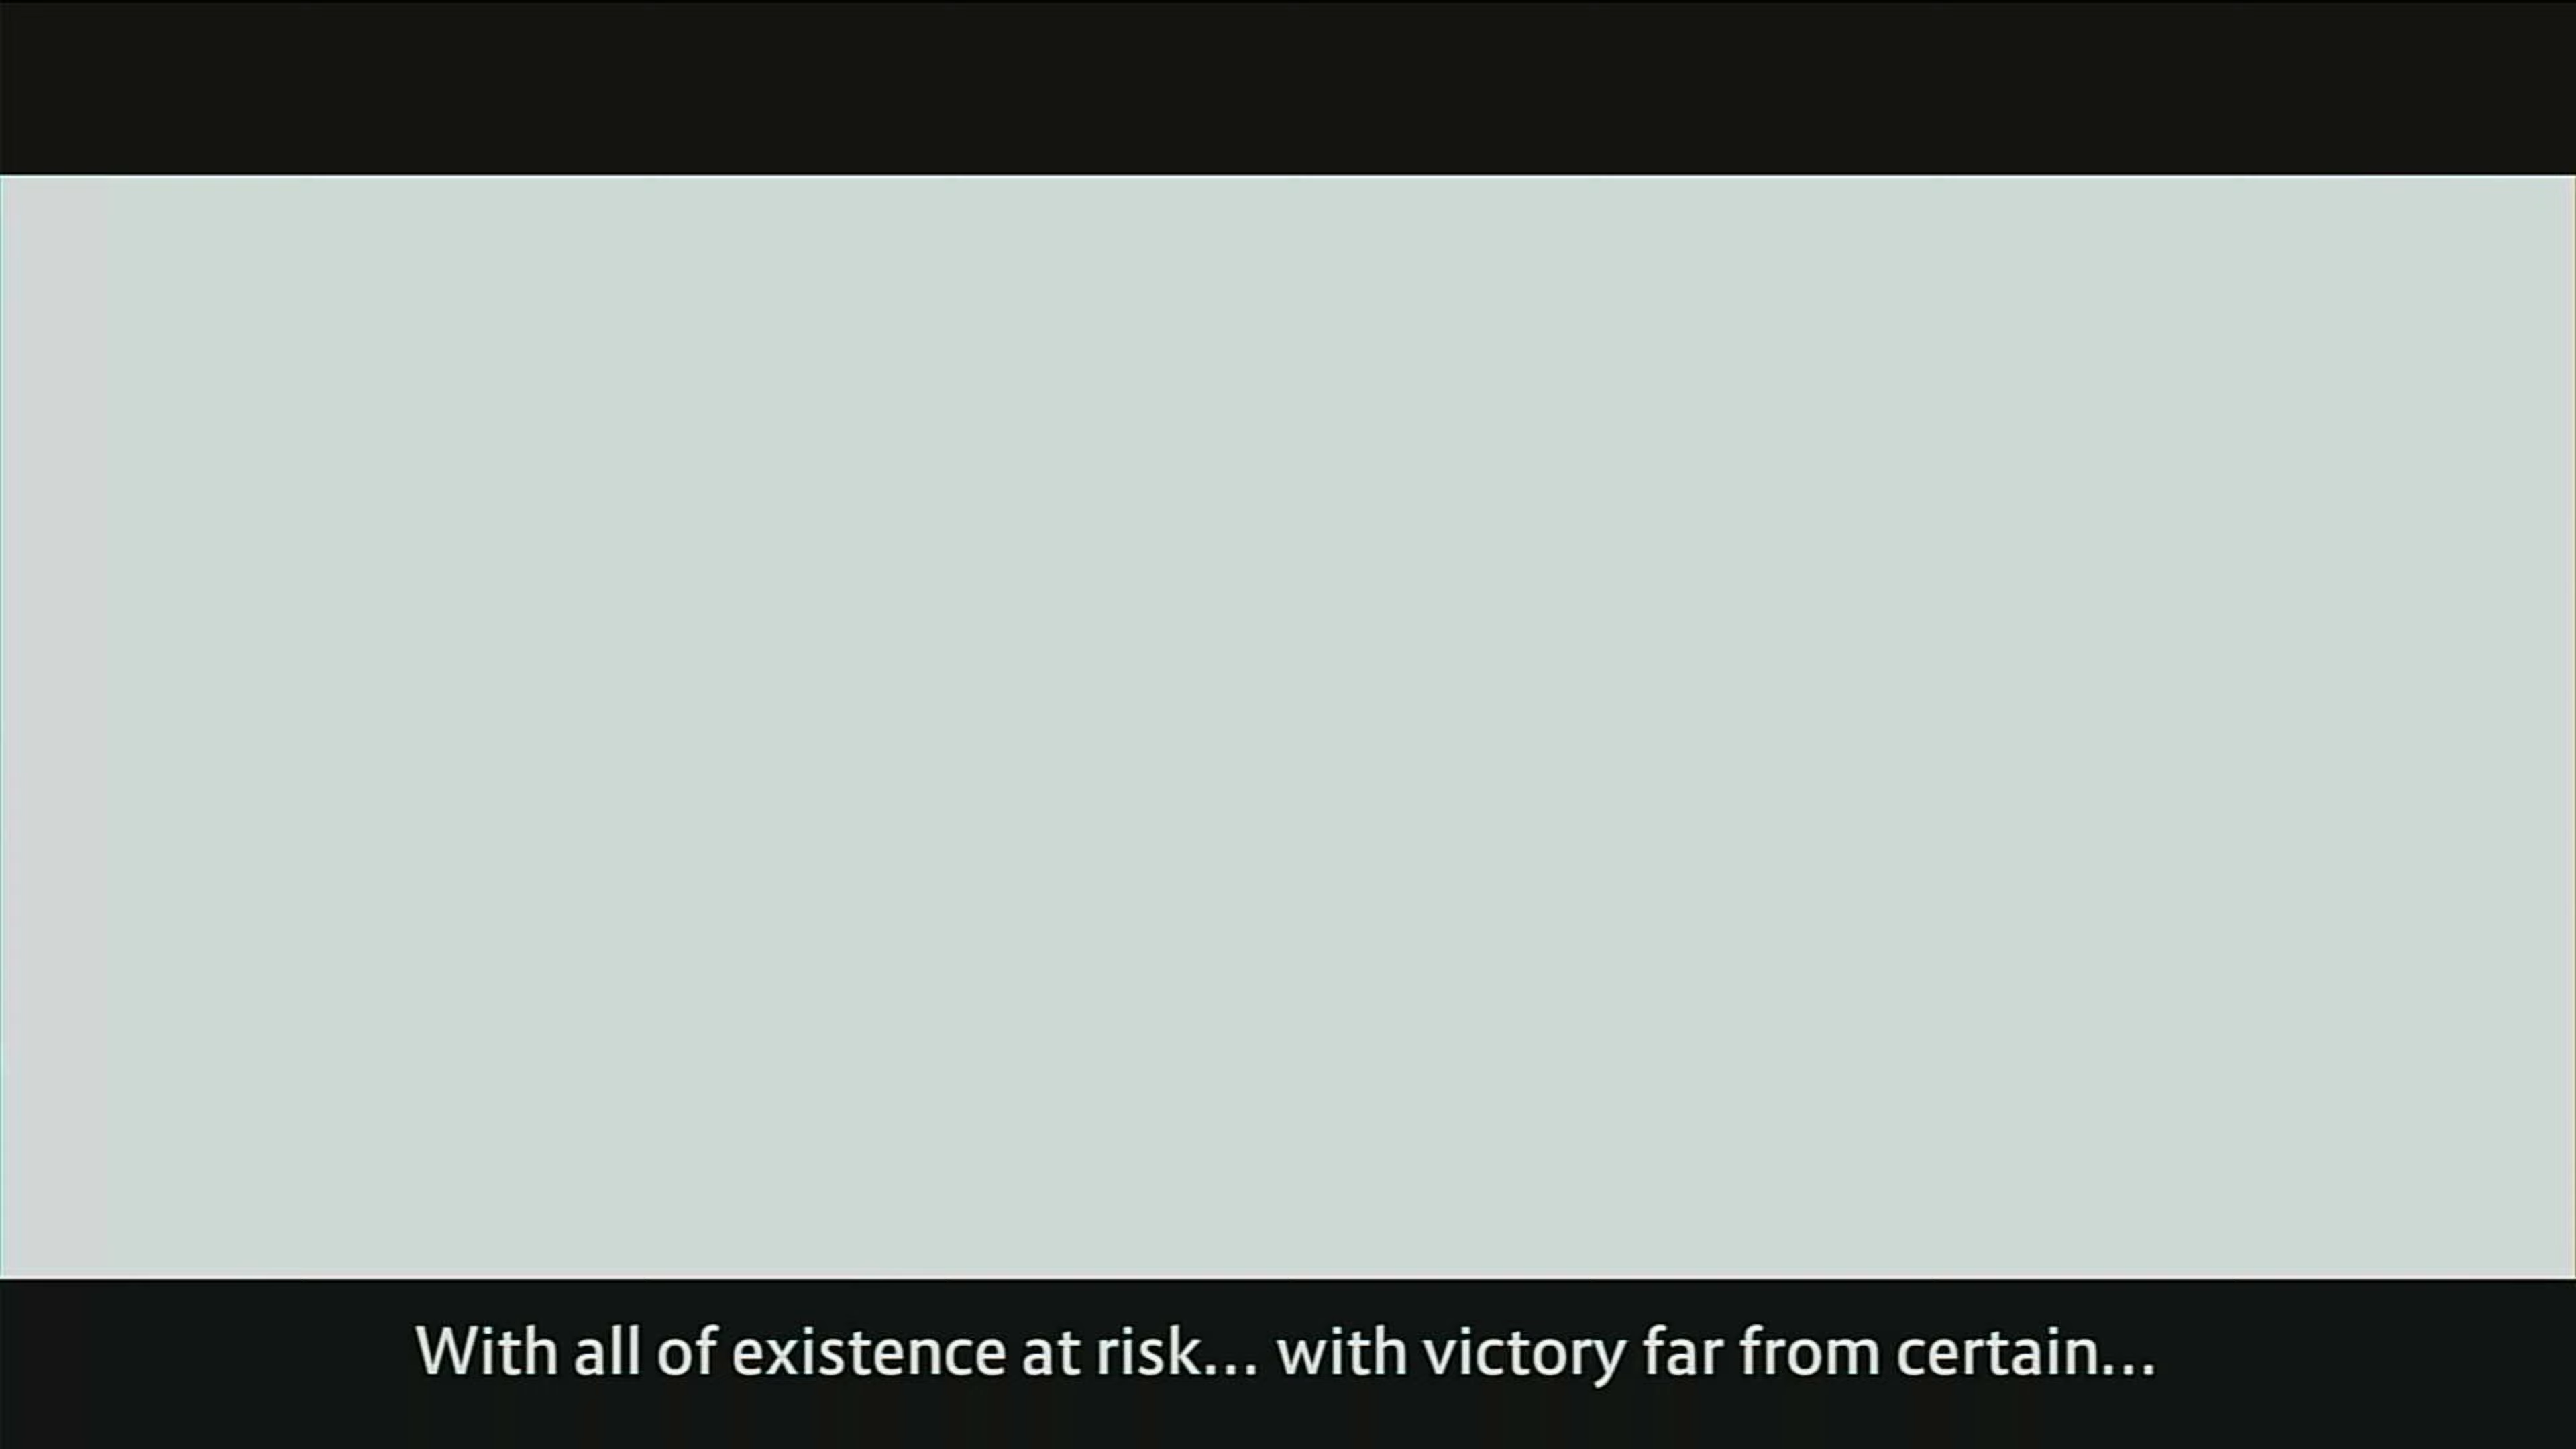 With all of existence at risk... with victory far from certain...